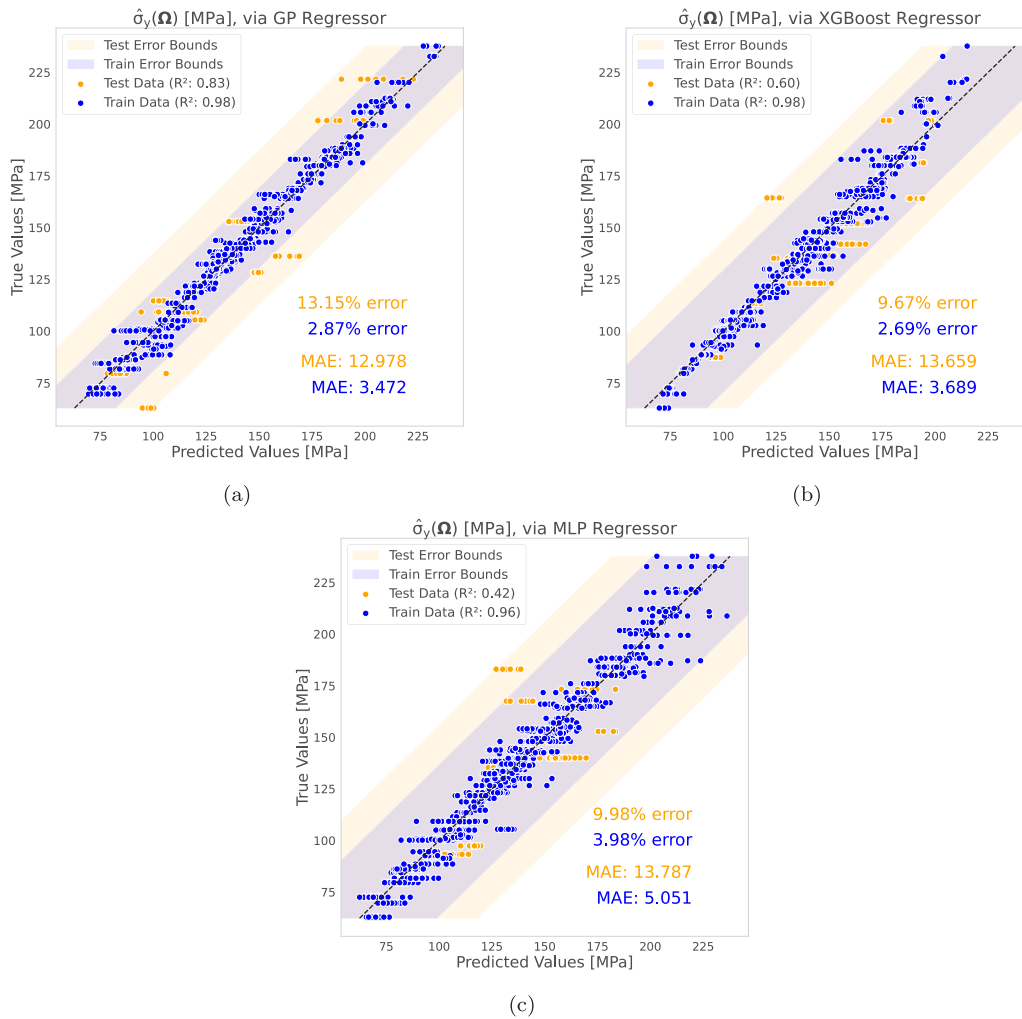 σ̂y(Ω) [MPa], via GP Regressor
Test Error Bounds
Train Error Bounds
Test Data (R²: 0.83)
Train Data (R²: 0.98)
225
200
175
150
125
100
75
True Values [MPa]
13.15% error
2.87% error
MAE: 12.978
MAE: 3.472
75 100 125 150 175 200 225
Predicted Values [MPa]
(a)
σ̂y(Ω) [MPa], via XGBoost Regressor
Test Error Bounds
Train Error Bounds
Test Data (R²: 0.60)
Train Data (R²: 0.98)
225
200
175
150
125
100
75
True Values [MPa]
9.67% error
2.69% error
MAE: 13.659
MAE: 3.689
75 100 125 150 175 200 225
Predicted Values [MPa]
(b)
σ̂y(Ω) [MPa], via MLP Regressor
Test Error Bounds
Train Error Bounds
Test Data (R²: 0.42)
Train Data (R²: 0.96)
225
200
175
150
125
100
75
True Values [MPa]
9.98% error
3.98% error
MAE: 13.787
MAE: 5.051
75 100 125 150 175 200 225
Predicted Values [MPa]
(c)